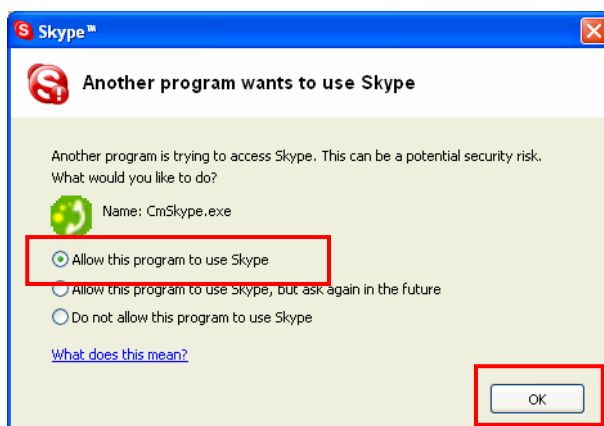 Skype™
Another program wants to use Skype
Another program is trying to access Skype. This can be a potential security risk.
What would you like to do?
Name: CmSkype.exe
Allow this program to use Skype
Allow this program to use Skype, but ask again in the future
Do not allow this program to use Skype
What does this mean?
OK